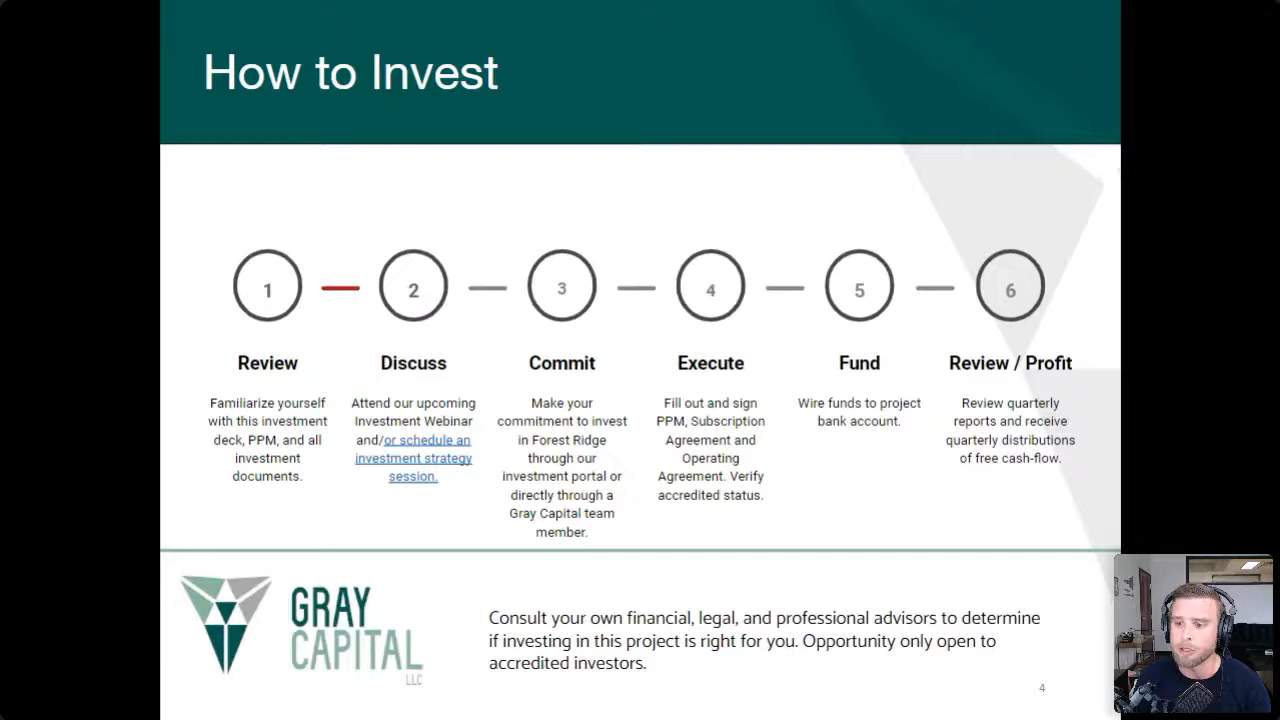 How to Invest
1
2
3
4
5
6
Review
Discuss
Commit
Execute
Fund
Review / Profit
Familiarize yourself
with this investment
deck, PPM, and all
investment
documents.
Attend our upcoming
Investment Webinar
and/or schedule an
investment strategy
session.
Make your
commitment to invest
in Forest Ridge
through our
investment portal or
directly through a
Gray Capital team
member.
Fill out and sign
PPM, Subscription
Agreement and
Operating
Agreement. Verify
accredited status.
Wire funds to project
bank account.
Review quarterly
reports and receive
quarterly distributions
of free cash-flow.
GRAY
CAPITAL
LLC
Consult your own financial, legal, and professional advisors to determine
if investing in this project is right for you. Opportunity only open to
accredited investors.
4